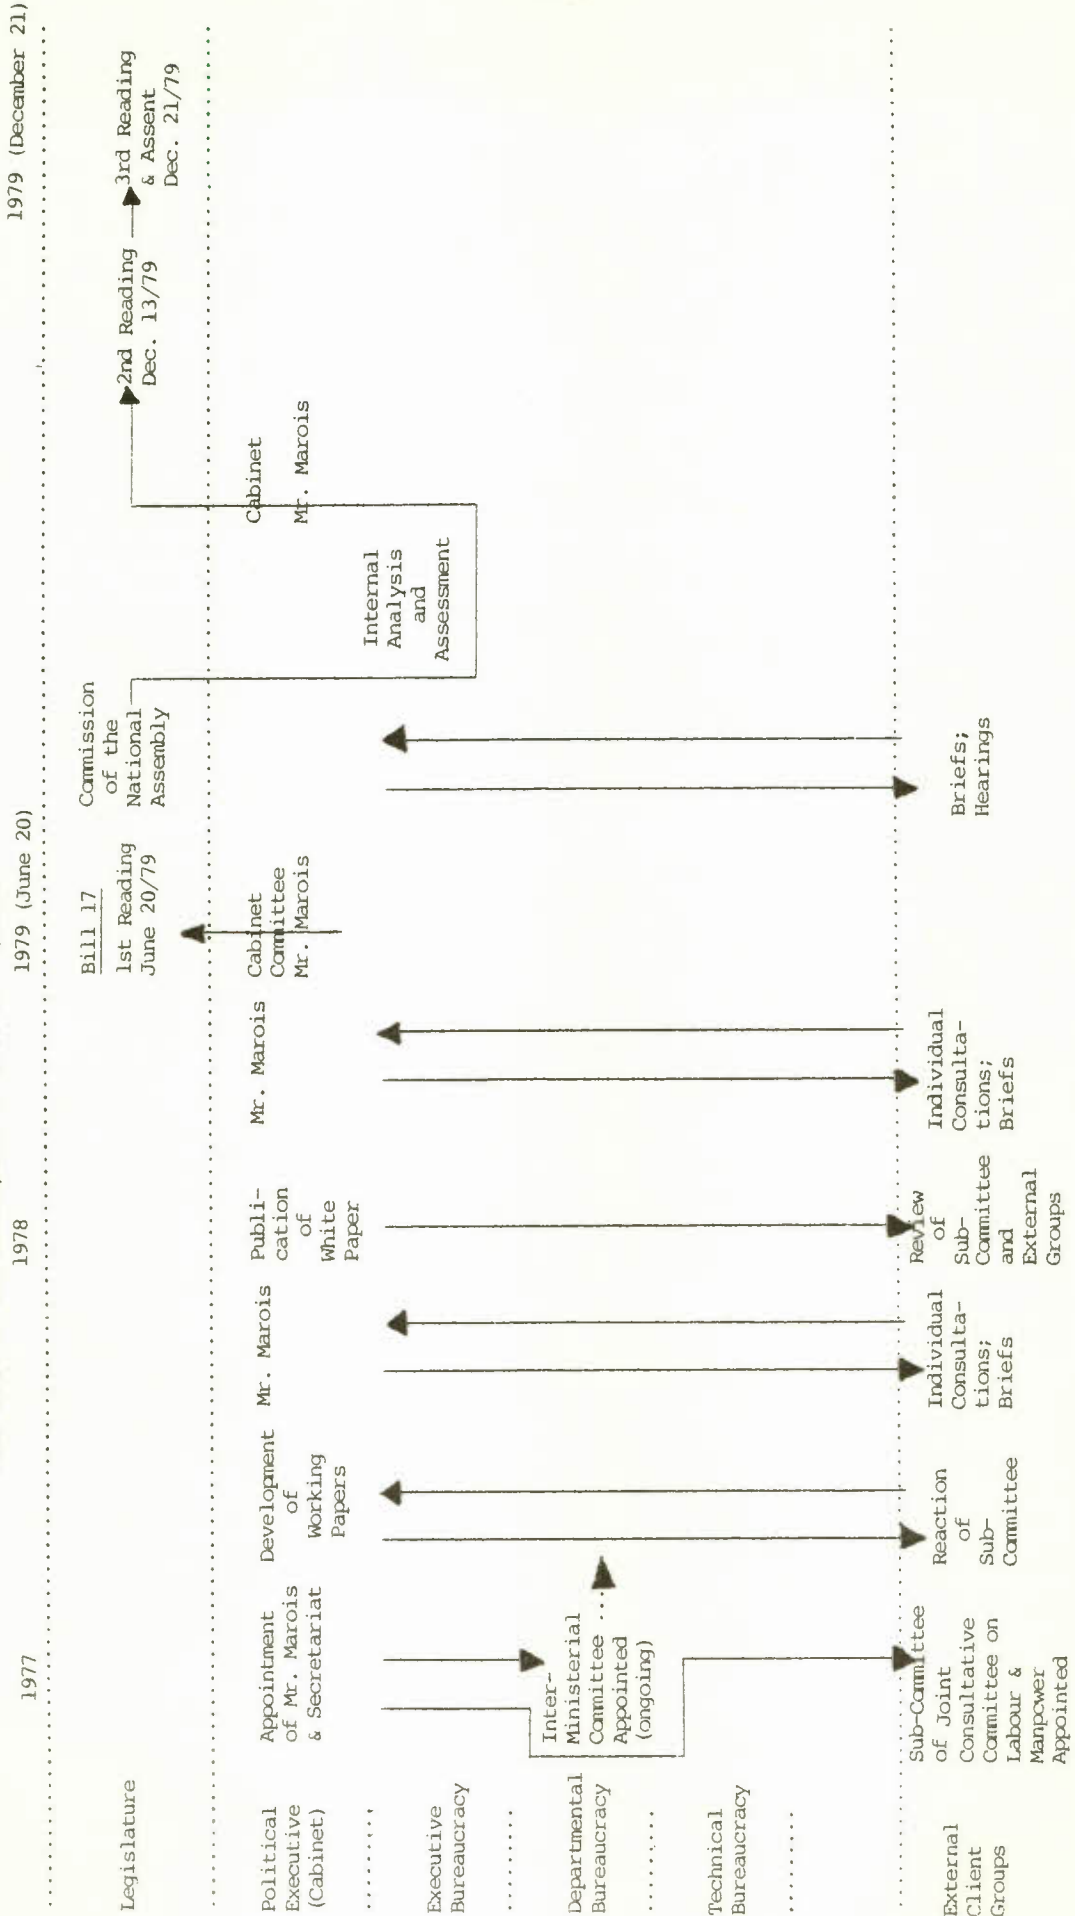 1977
1978
1979 (June 20)
1979 (December 21)
Legislature
Bill 17
1st Reading
June 20/79
Commission
of the
National
Assembly
2nd Reading
Dec. 13/79
3rd Reading
& Assent
Dec. 21/79
Political
Executive
(Cabinet)
Appointment
of Mr. Marois
& Secretariat
Development
of
Working
Papers
Mr. Marois
Publi-
cation
of
White
Paper
Mr. Marois
Cabinet
Committee
Mr. Marois
Cabinet
Mr. Marois
Internal
Analysis
and
Assessment
Executive
Bureaucracy
Departmental
Bureaucracy
Inter-
Ministerial
Committee
Appointed
(ongoing)
Technical
Bureaucracy
External
Client
Groups
Sub-Committee
of Joint
Consultative
Committee on
Labour &
Manpower
Appointed
Reaction
of
Sub-
Committee
Individual
Consulta-
tions;
Briefs
Review
of
Sub-
Committee
and
External
Groups
Individual
Consulta-
tions;
Briefs
Briefs;
Hearings